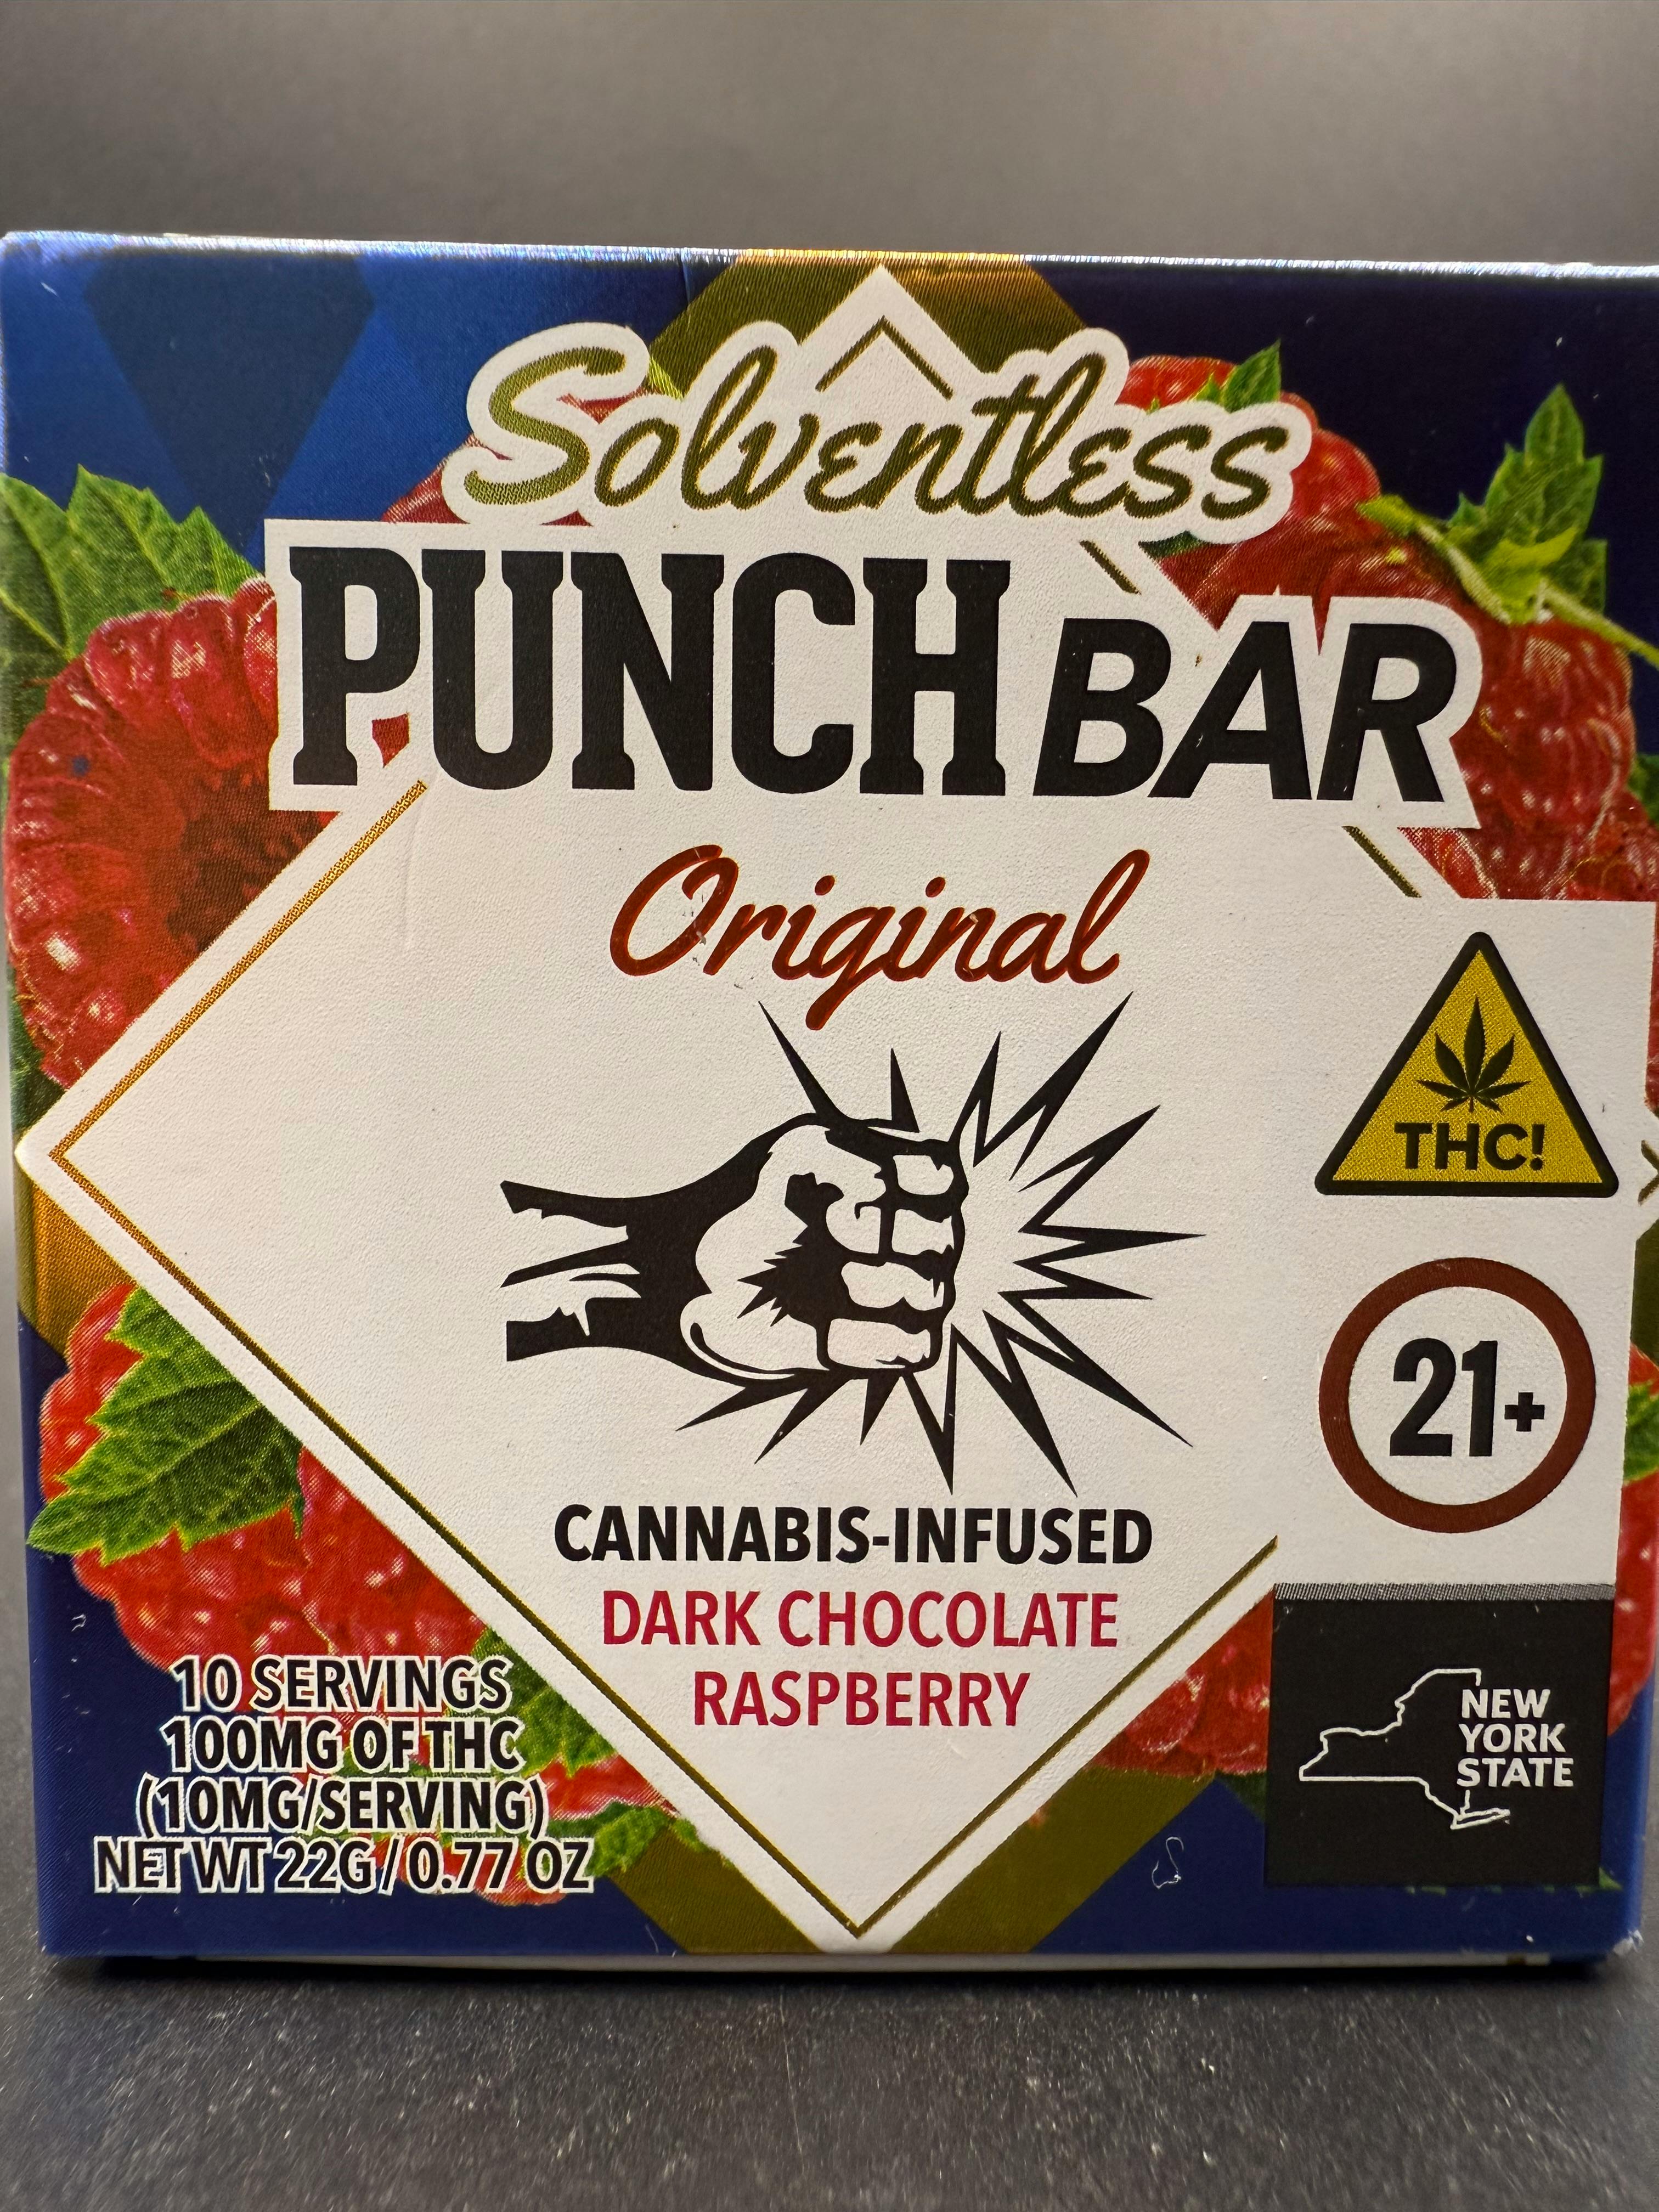 Solventless
PUNCH BAR
Original
THC!
21+
CANNABIS-INFUSED
DARK CHOCOLATE
RASPBERRY
10 SERVINGS
100MG OF THC
(10MG/SERVING)
NET WT 22G / 0.77 OZ
NEW
YORK
STATE